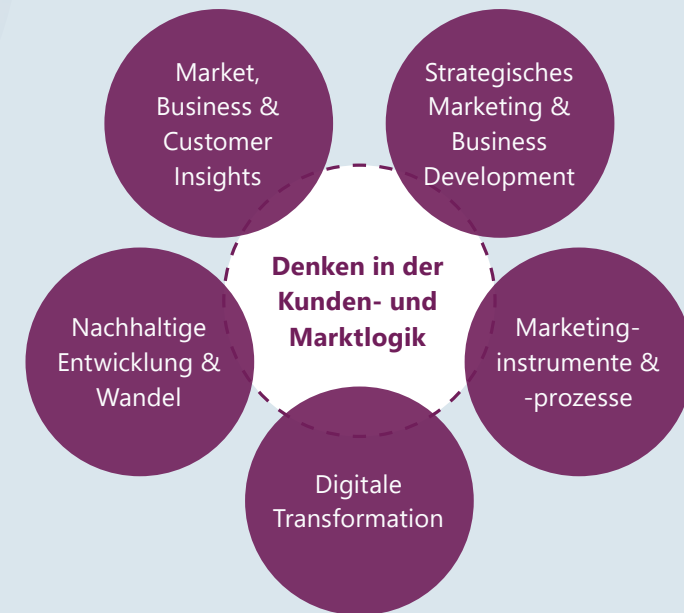 Market,
Business &
Customer
Insights
Strategisches
Marketing &
Business
Development
Denken in der
Kunden- und
Marktlogik
Nachhaltige
Entwicklung &
Wandel
Marketing-
instrumente &
-prozesse
Digitale
Transformation